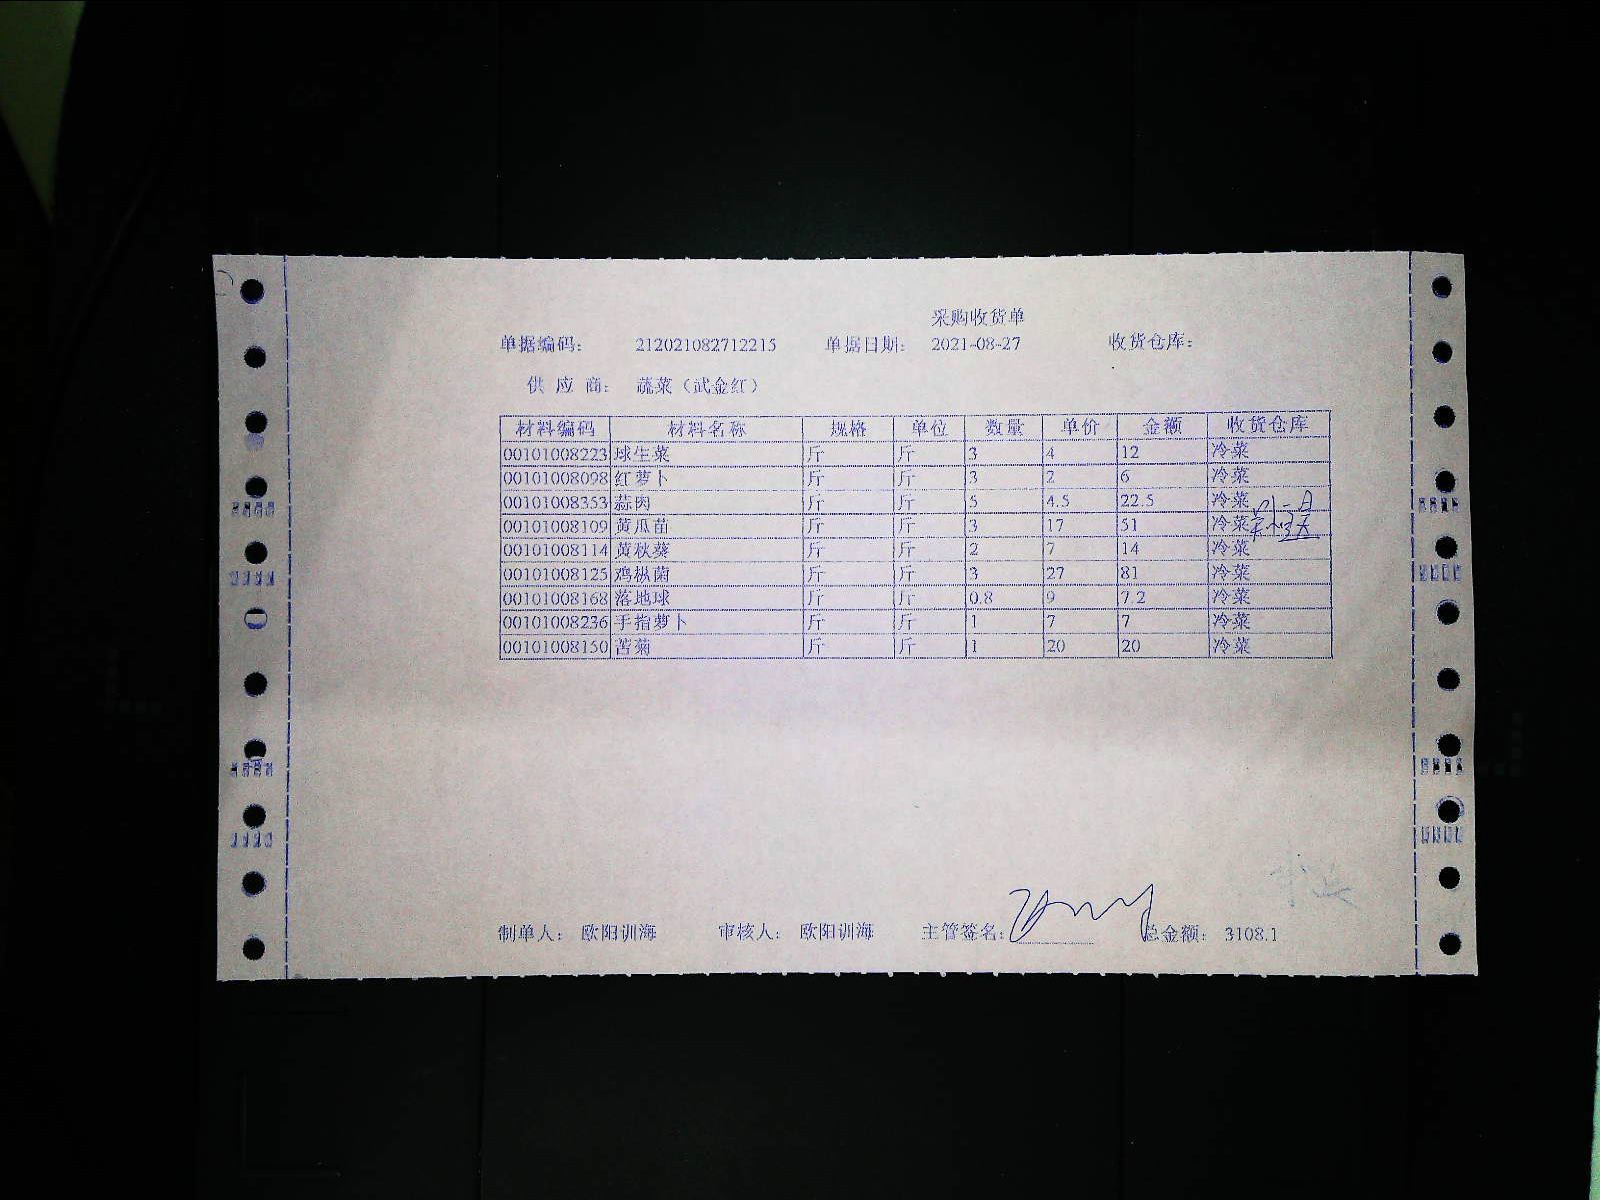 采购收货单
单据编码： 212021082712215 单据日期： 2021-08-27 收货仓库：
供 应 商： 蔬菜（武金红）
材料编码 材料名称 规格 单位 数量 单价 金额 收货仓库
00101008223 球生菜 斤 斤 3 4 12 冷菜
00101008098 红萝卜 斤 斤 3 2 6 冷菜
00101008353 蒜肉 斤 斤 5 4.5 22.5 冷菜
00101008109 黄瓜苗 斤 斤 3 17 51 冷菜
00101008114 黄秋葵 斤 斤 2 7 14 冷菜
00101008125 鸡枞菌 斤 斤 3 27 81 冷菜
00101008168 落地球 斤 斤 0.8 9 7.2 冷菜
00101008236 手指萝卜 斤 斤 1 7 7 冷菜
00101008150 苦菊 斤 斤 1 20 20 冷菜
制单人： 欧阳训海 审核人： 欧阳训海 主管签名： 总金额： 3108.1